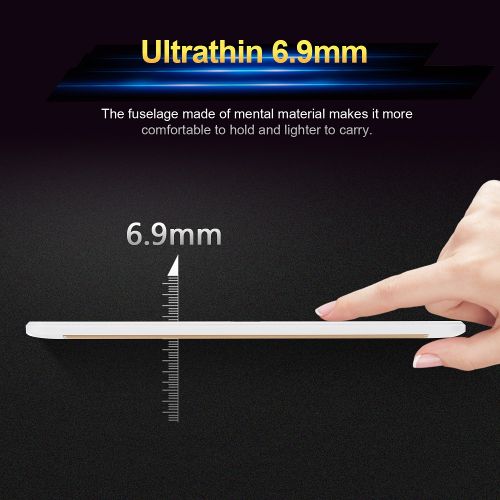 Ultrathin 6.9mm
The fuselage made of mental material makes it more
comfortable to hold and lighter to carry.
6.9mm